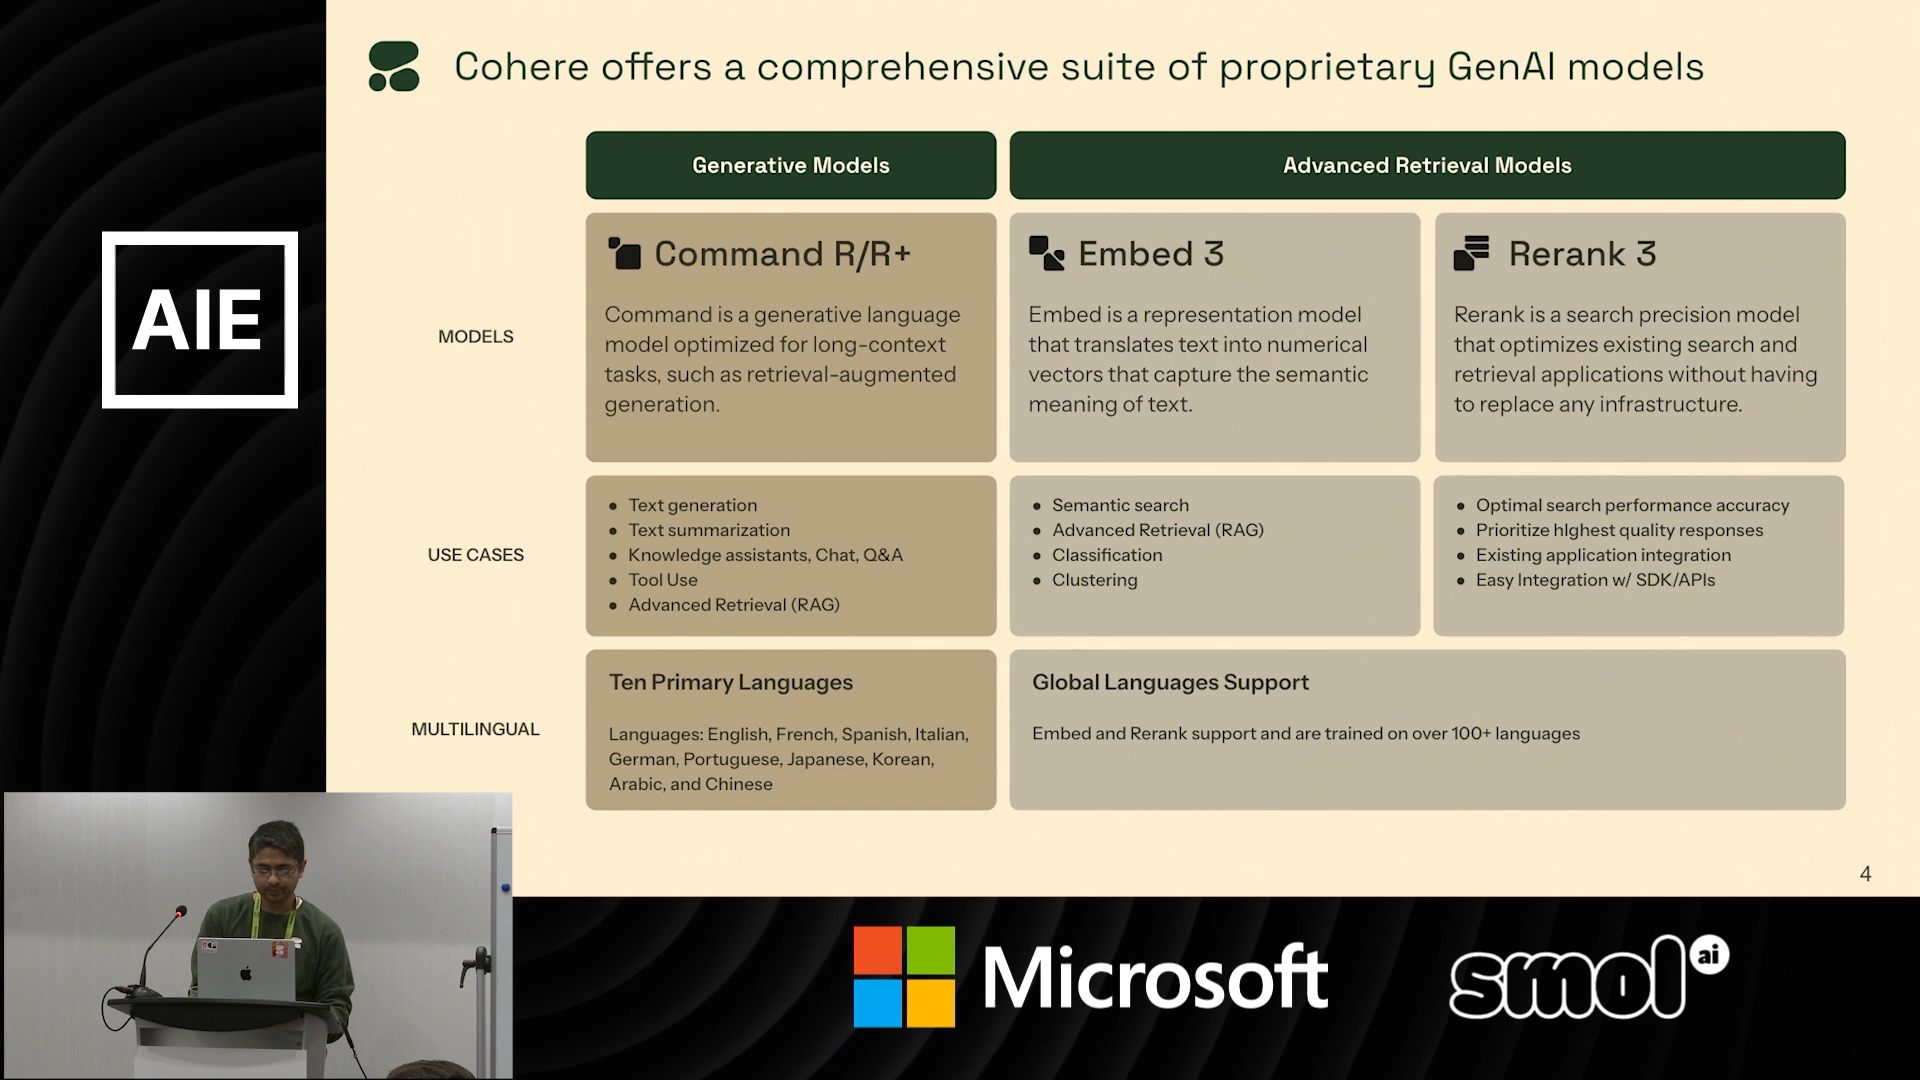 Cohere offers a comprehensive suite of proprietary GenAI models
Generative Models
Advanced Retrieval Models
AIE
MODELS
Command R/R+
Command is a generative language
model optimized for long-context
tasks, such as retrieval-augmented
generation.
Embed 3
Embed is a representation model
that translates text into numerical
vectors that capture the semantic
meaning of text.
Rerank 3
Rerank is a search precision model
that optimizes existing search and
retrieval applications without having
to replace any infrastructure.
USE CASES
• Text generation
• Text summarization
• Knowledge assistants, Chat, Q&A
• Tool Use
• Advanced Retrieval (RAG)
• Semantic search
• Advanced Retrieval (RAG)
• Classification
• Clustering
• Optimal search performance accuracy
• Prioritize hIghest quality responses
• Existing application integration
• Easy Integration w/ SDK/APIs
MULTILINGUAL
Ten Primary Languages
Languages: English, French, Spanish, Italian,
German, Portuguese, Japanese, Korean,
Arabic, and Chinese
Global Languages Support
Embed and Rerank support and are trained on over 100+ languages
4
Microsoft
smol ai